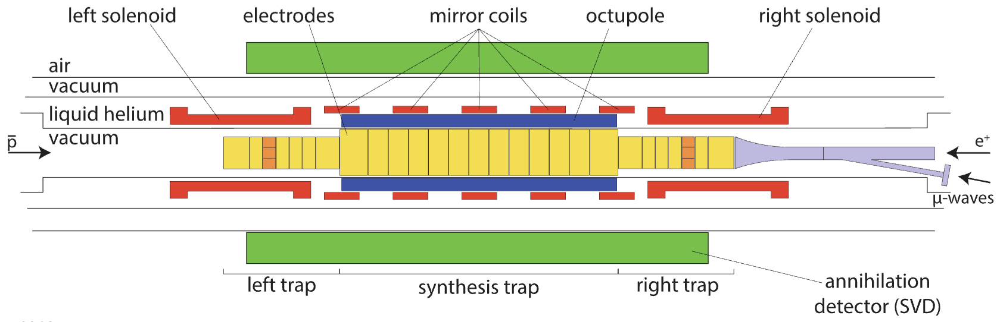 left solenoid
electrodes
mirror coils
octupole
right solenoid
air
vacuum
liquid helium
vacuum
p̅
e⁺
μ-waves
left trap
synthesis trap
right trap
annihilation
detector (SVD)